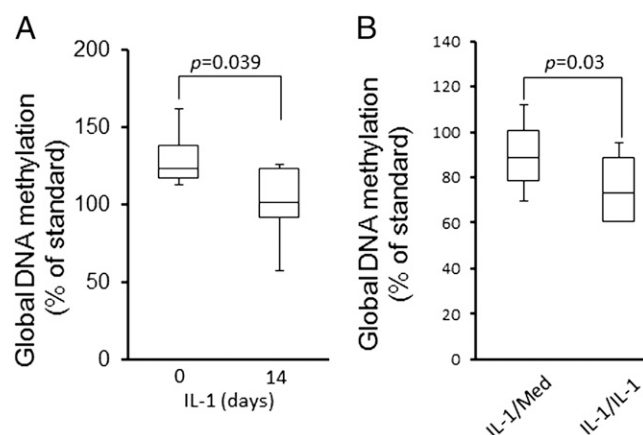 A
Global DNA methylation
(% of standard)
200
150
100
50
0
p=0.039
0 14
IL-1 (days)
B
Global DNA methylation
(% of standard)
140
120
100
80
60
40
20
0
p=0.03
IL-1/Med
IL-1/IL-1